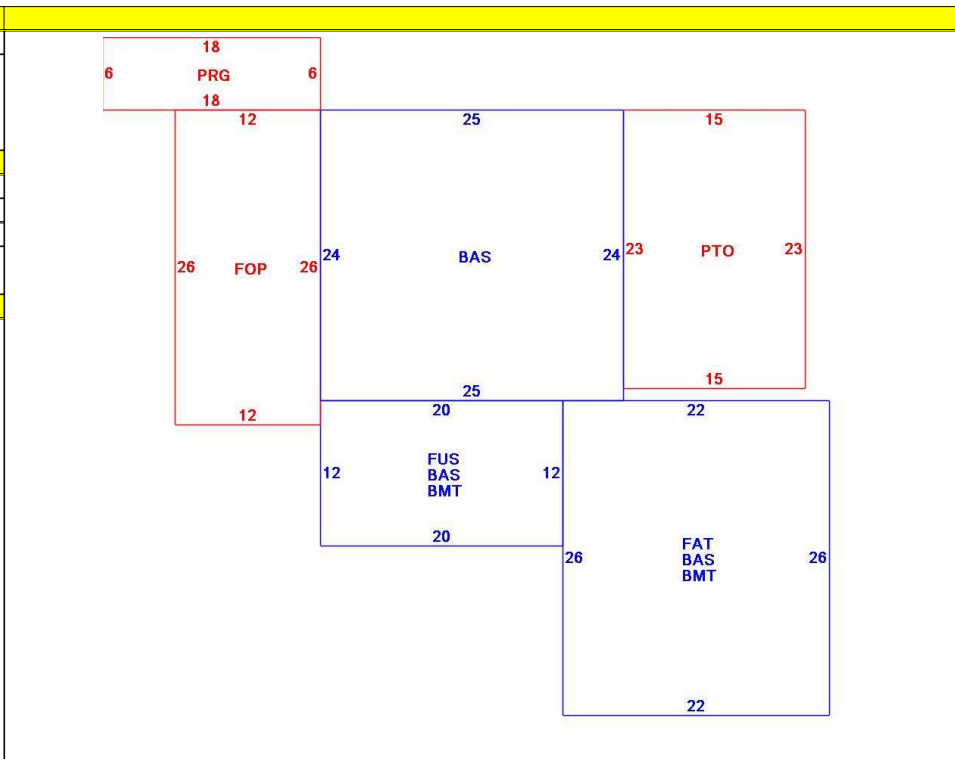 18
6 PRG 6
18
12 25 15
24 BAS 24
23 PTO 23
26 FOP 26
15
25
12 20 22
FUS
12 BAS 12
BMT
20
FAT
26 BAS 26
BMT
22